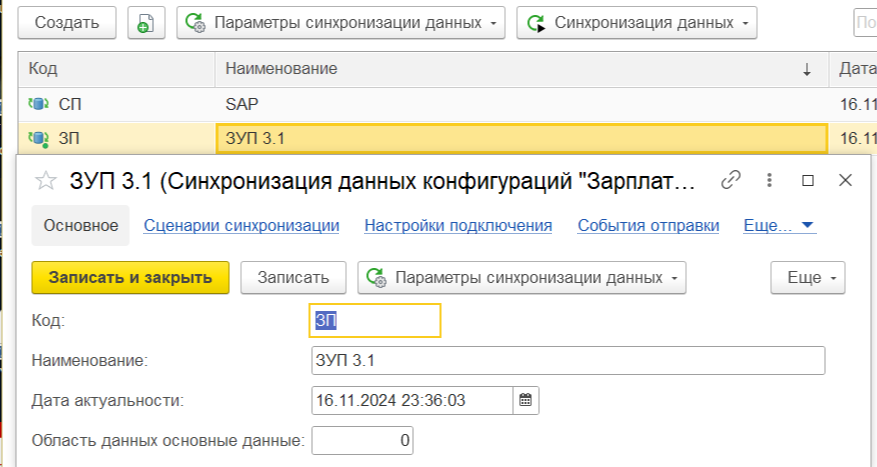 Создать Параметры синхронизации данных Синхронизация данных По
Код Наименование ↓ Дата
СП SAP 16.11
ЗП ЗУП 3.1 16.11
ЗУП 3.1 (Синхронизация данных конфигураций "Зарплат...
Основное Сценарии синхронизации Настройки подключения События отправки Еще...
Записать и закрыть Записать Параметры синхронизации данных Еще
Код: ЗП
Наименование: ЗУП 3.1
Дата актуальности: 16.11.2024 23:36:03
Область данных основные данные: 0